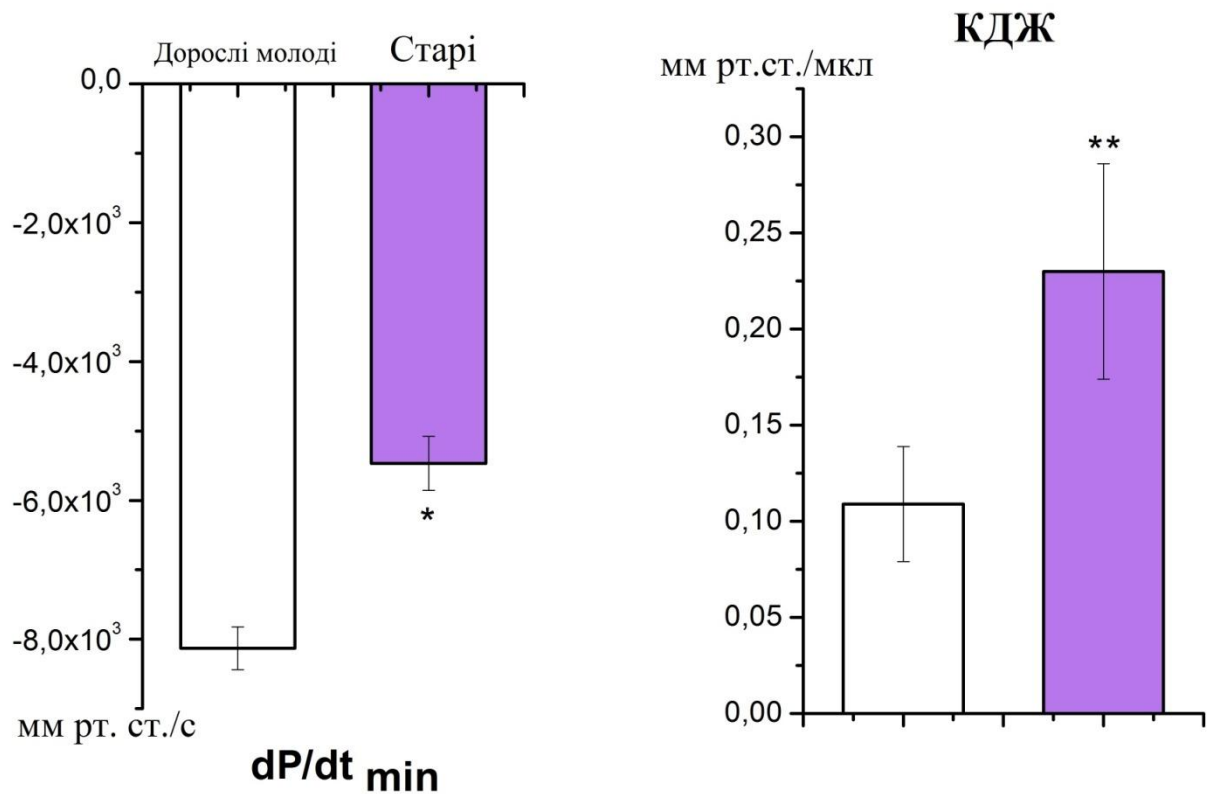 Дорослі молоді
Старі
0,0
-2,0x10³
-4,0x10³
-6,0x10³
-8,0x10³
*
мм рт. ст./с
dP/dt min
КДЖ
мм рт.ст./мкл
0,30
**
0,25
0,20
0,15
0,10
0,05
0,00